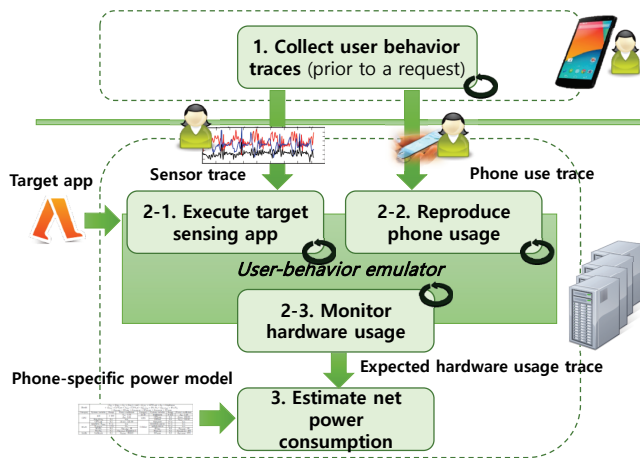 1. Collect user behavior
traces (prior to a request)
Sensor trace
Phone use trace
Target app
2-1. Execute target
sensing app
2-2. Reproduce
phone usage
User-behavior emulator
2-3. Monitor
hardware usage
Expected hardware usage trace
Phone-specific power model
3. Estimate net
power
consumption